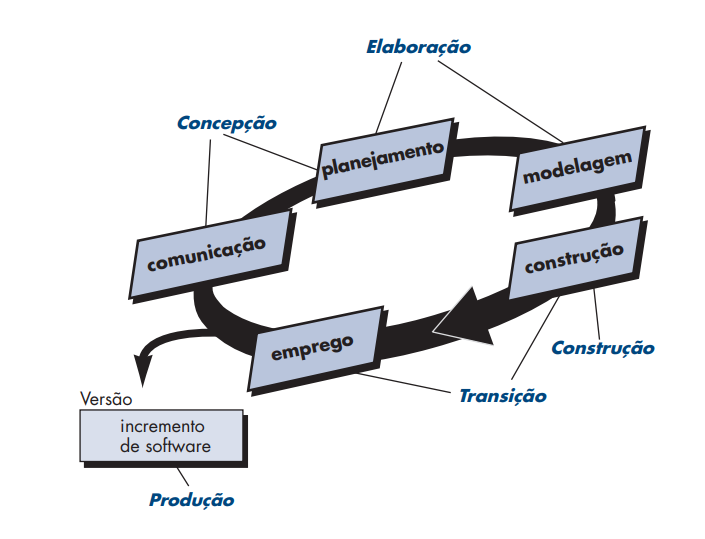 Elaboração
Concepção
planejamento
modelagem
comunicação
construção
emprego
Construção
Transição
Versão
incremento
de software
Produção